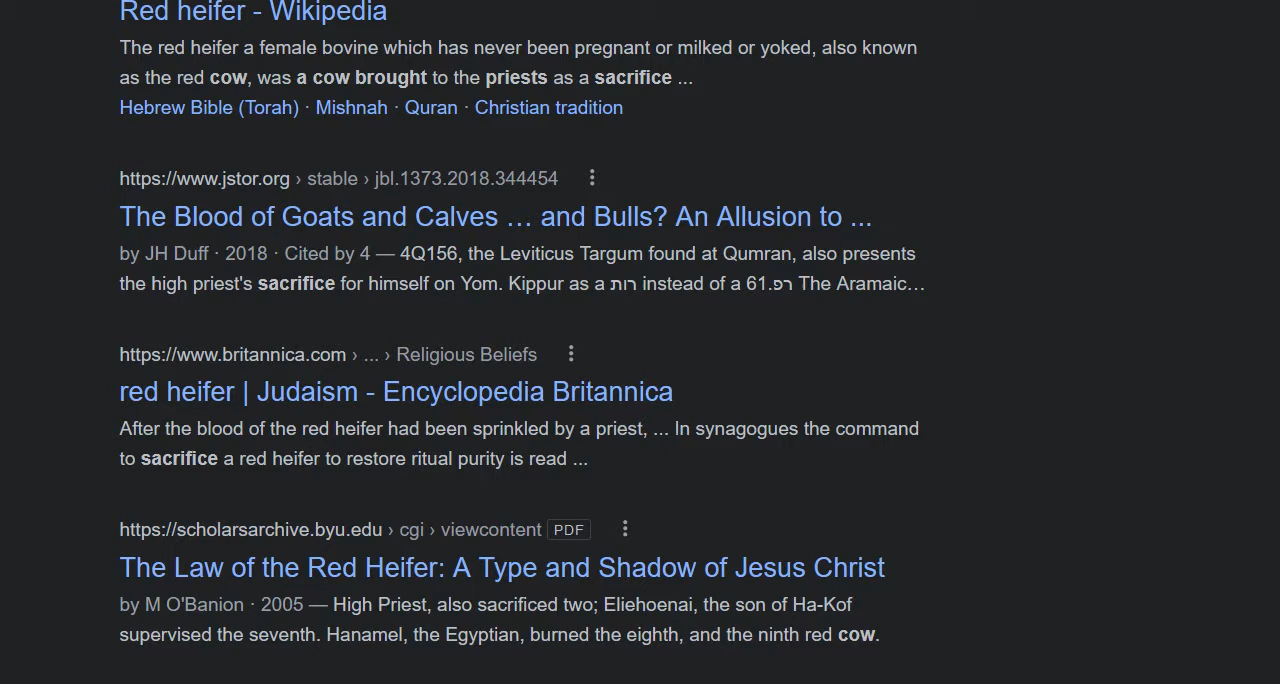 Red heifer - Wikipedia
The red heifer a female bovine which has never been pregnant or milked or yoked, also known
as the red cow, was a cow brought to the priests as a sacrifice ...
Hebrew Bible (Torah) · Mishnah · Quran · Christian tradition
https://www.jstor.org › stable › jbl.1373.2018.344454
The Blood of Goats and Calves … and Bulls? An Allusion to ...
by JH Duff · 2018 · Cited by 4 — 4Q156, the Leviticus Targum found at Qumran, also presents
the high priest's sacrifice for himself on Yom. Kippur as a תור instead of a 61.פר The Aramaic…
https://www.britannica.com › ... › Religious Beliefs
red heifer | Judaism - Encyclopedia Britannica
After the blood of the red heifer had been sprinkled by a priest, ... In synagogues the command
to sacrifice a red heifer to restore ritual purity is read ...
https://scholarsarchive.byu.edu › cgi › viewcontent PDF
The Law of the Red Heifer: A Type and Shadow of Jesus Christ
by M O'Banion · 2005 — High Priest, also sacrificed two; Eliehoenai, the son of Ha-Kof
supervised the seventh. Hanamel, the Egyptian, burned the eighth, and the ninth red cow.